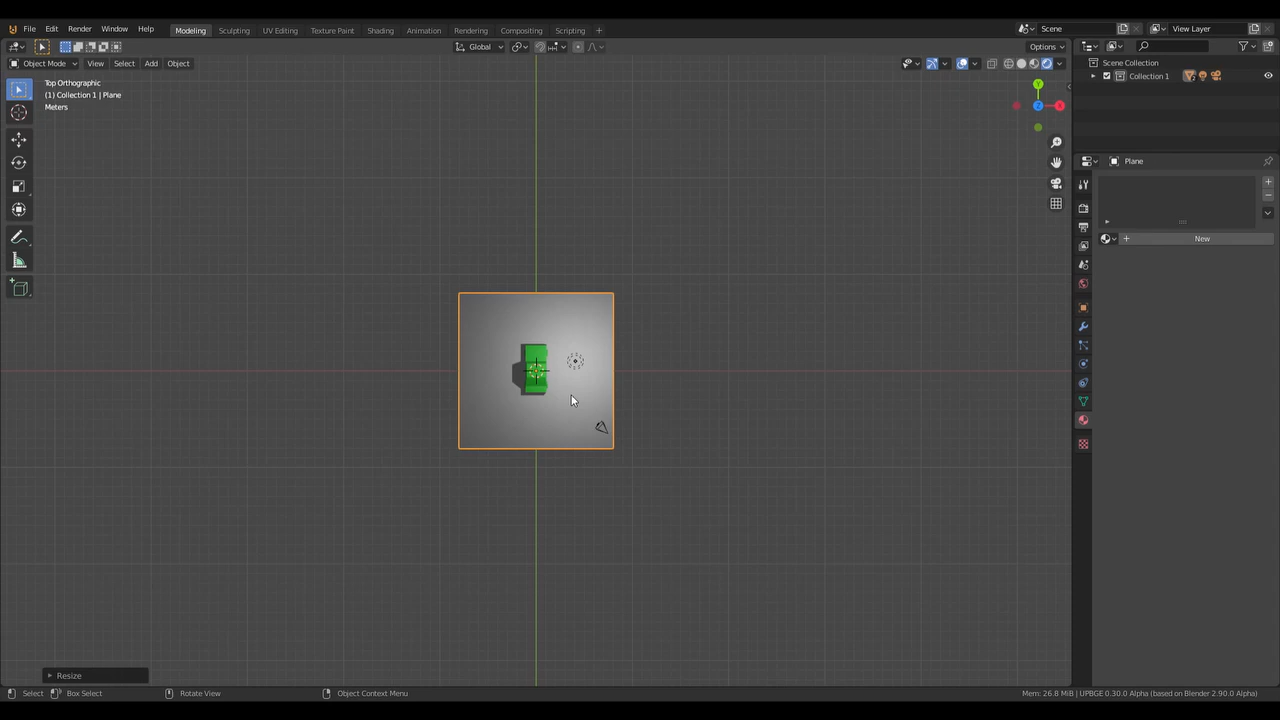 File Edit Render Window Help
Modeling Sculpting UV Editing Texture Paint Shading Animation Rendering Compositing Scripting +
Scene
View Layer
Global
Options
Object Mode View Select Add Object
Top Orthographic
(1) Collection 1 | Plane
Meters
Y
Z
X
Scene Collection
Collection 1
Plane
New
Resize
Select Box Select Rotate View Object Context Menu
Mem: 26.8 MiB | UPBGE 0.30.0 Alpha (based on Blender 2.90.0 Alpha)